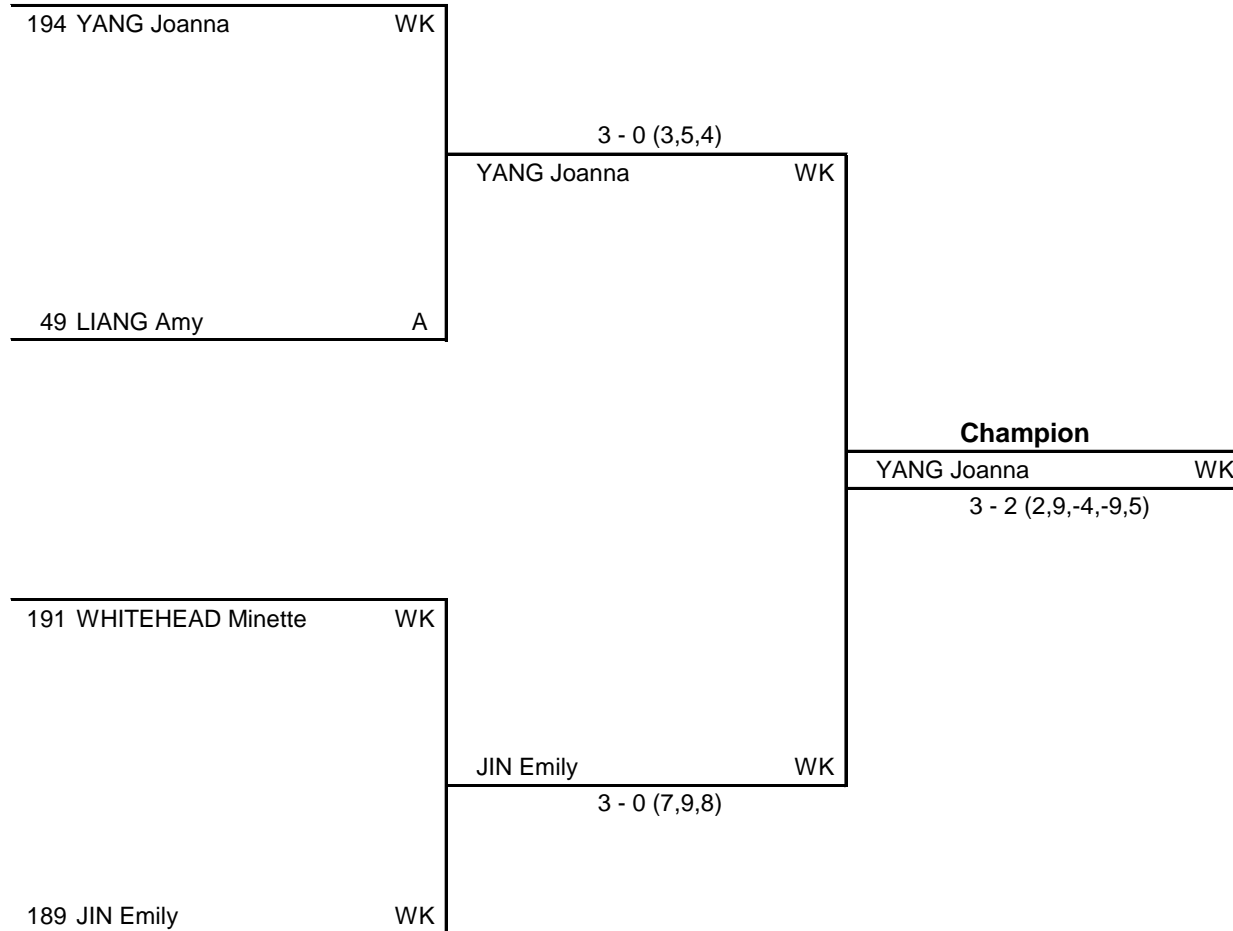 194 YANG Joanna WK
3 - 0 (3,5,4)
YANG Joanna WK
49 LIANG Amy A
Champion
YANG Joanna WK
3 - 2 (2,9,-4,-9,5)
191 WHITEHEAD Minette WK
JIN Emily WK
3 - 0 (7,9,8)
189 JIN Emily WK